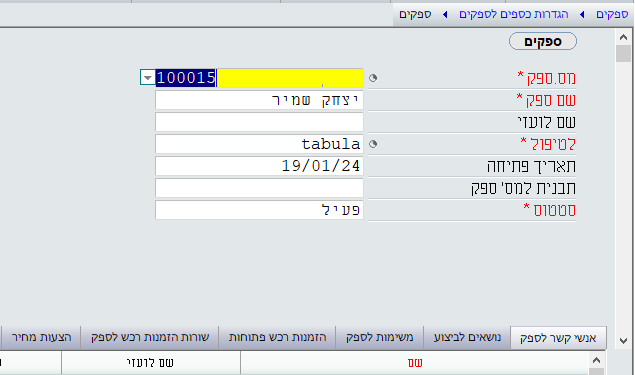 ספקים ◄ הגדרות כספים לספקים ◄ ספקים
ספקים
מס.ספק * 100015
שם ספק * יצחק שמיר
שם לועזי
לטיפול * tabula
תאריך פתיחה 19/01/24
תבנית למס' ספק
סטטוס * פעיל
אנשי קשר לספק נושאים לביצוע משימות לספק הזמנות רכש פתוחות שורות הזמנות רכש לספק הצעות מחיר
שם שם לועזי